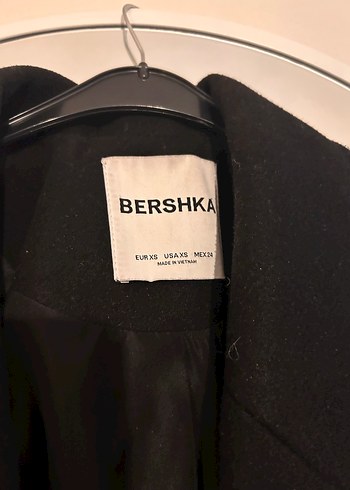 BERSHKA
EUR XS USA XS MEX 24
MADE IN VIETNAM